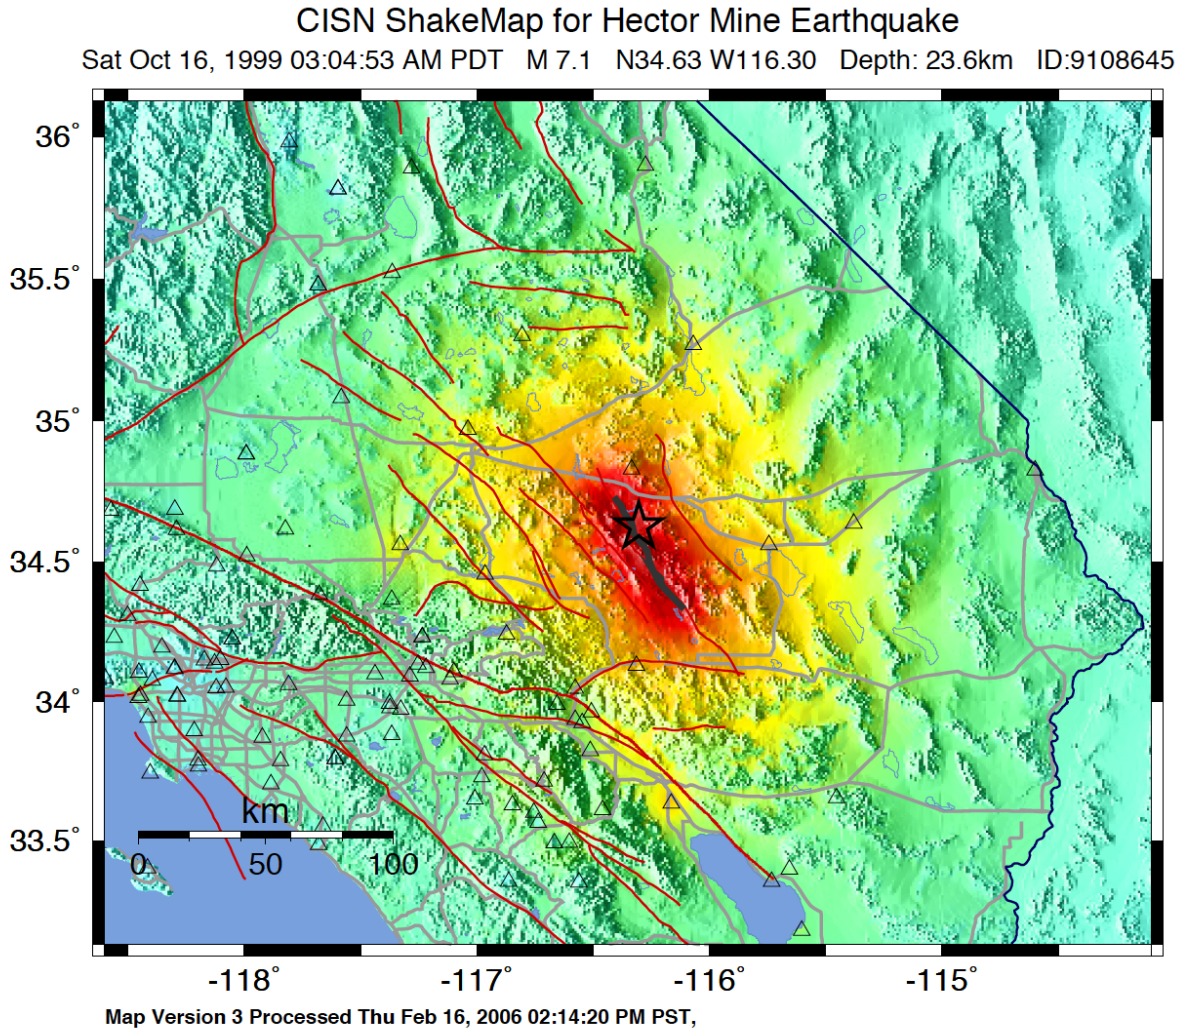 CISN ShakeMap for Hector Mine Earthquake
Sat Oct 16, 1999 03:04:53 AM PDT M 7.1 N34.63 W116.30 Depth: 23.6km ID:9108645
36°
35.5°
35°
34.5°
34°
33.5°
km
0 50 100
-118° -117° -116° -115°
Map Version 3 Processed Thu Feb 16, 2006 02:14:20 PM PST,